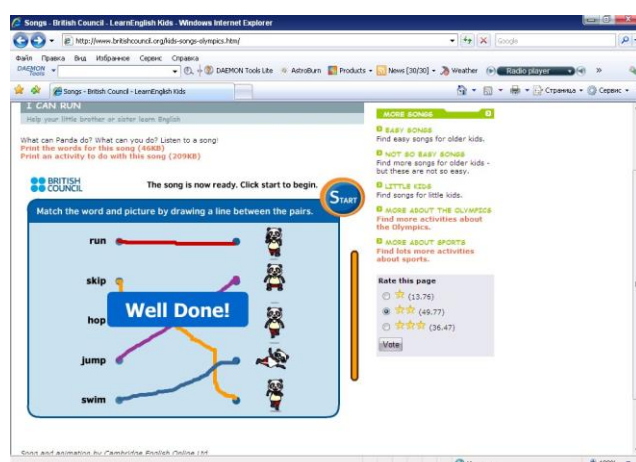 Songs - British Council - LearnEnglish Kids - Windows Internet Explorer
http://www.britishcouncil.org/kids-songs-olympics.htm/
Google
Файл Правка Вид Избранное Сервис Справка
DAEMON Tools DAEMON Tools Lite AstroBurn Products News [30/30] Weather Radio player
Songs - British Council - LearnEnglish Kids
Страница Сервис
I CAN RUN
Help your little brother or sister learn English
What can Panda do? What can you do? Listen to a song!
Print the words for this song (46KB)
Print an activity to do with this song (209KB)
BRITISH COUNCIL
The song is now ready. Click start to begin.
START
Match the word and picture by drawing a line between the pairs.
run
skip
hop
jump
swim
Well Done!
MORE SONGS
EASY SONGS
Find easy songs for older kids.
NOT SO EASY SONGS
Find more songs for older kids -
but these are not so easy.
LITTLE KIDS
Find songs for little kids.
MORE ABOUT THE OLYMPICS
Find more activities about
the Olympics.
MORE ABOUT SPORTS
Find lots more activities
about sports.
Rate this page
(13.76)
(49.77)
(36.47)
Vote
Song and animation by Cambridge English Online Ltd